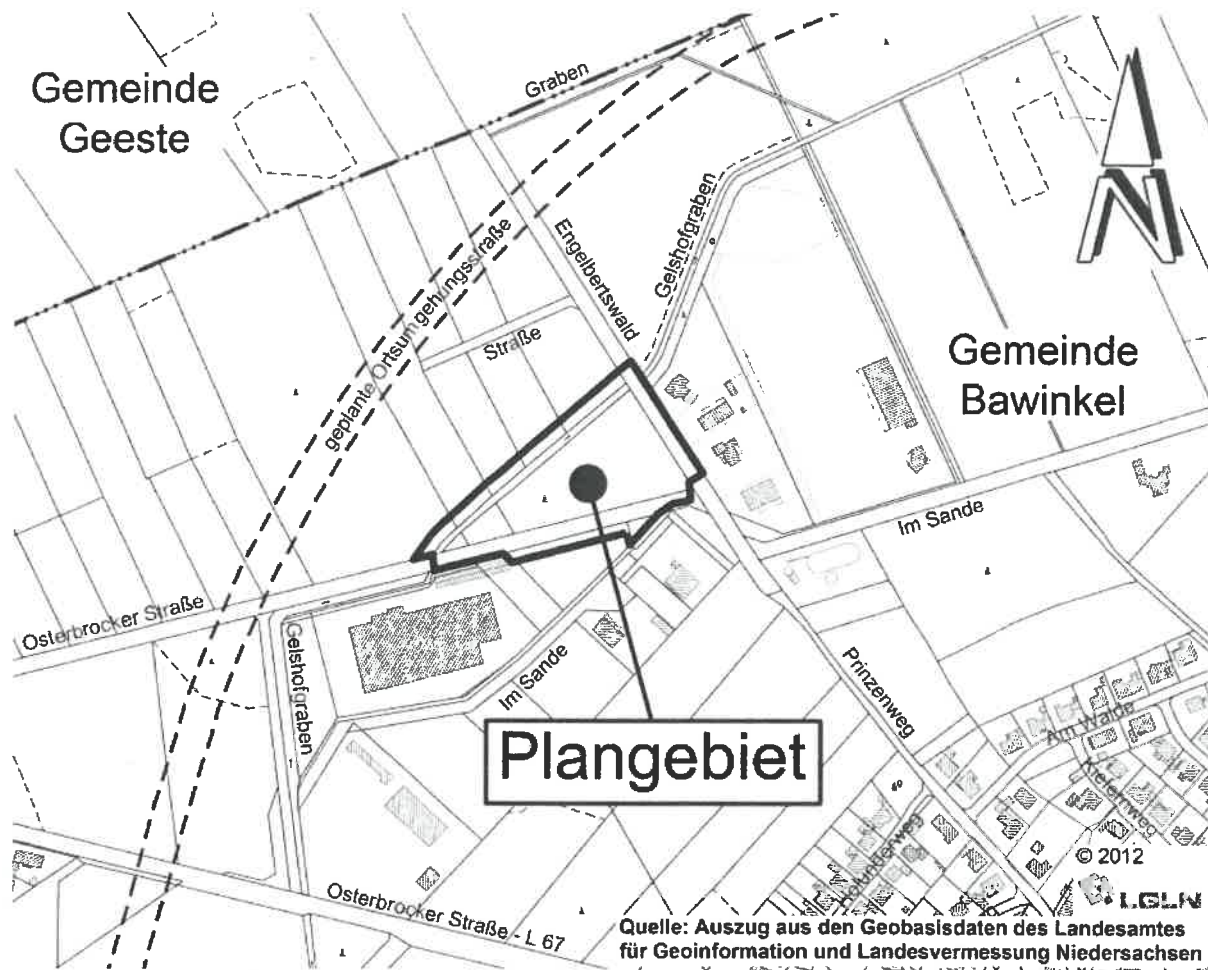 Gemeinde
Geeste
Graben
N
Engelbertswald
Gelshofgraben
geplante Ortsumgehungsstraße
Straße
Gemeinde
Bawinkel
Im Sande
Osterbrocker Straße
Gelshofgraben
Im Sande
Prinzenweg
Plangebiet
Am Walde
Kiefernweg
Holunderweg
© 2012
LGLN
Osterbrocker Straße - L 67
Quelle: Auszug aus den Geobasisdaten des Landesamtes
für Geoinformation und Landesvermessung Niedersachsen